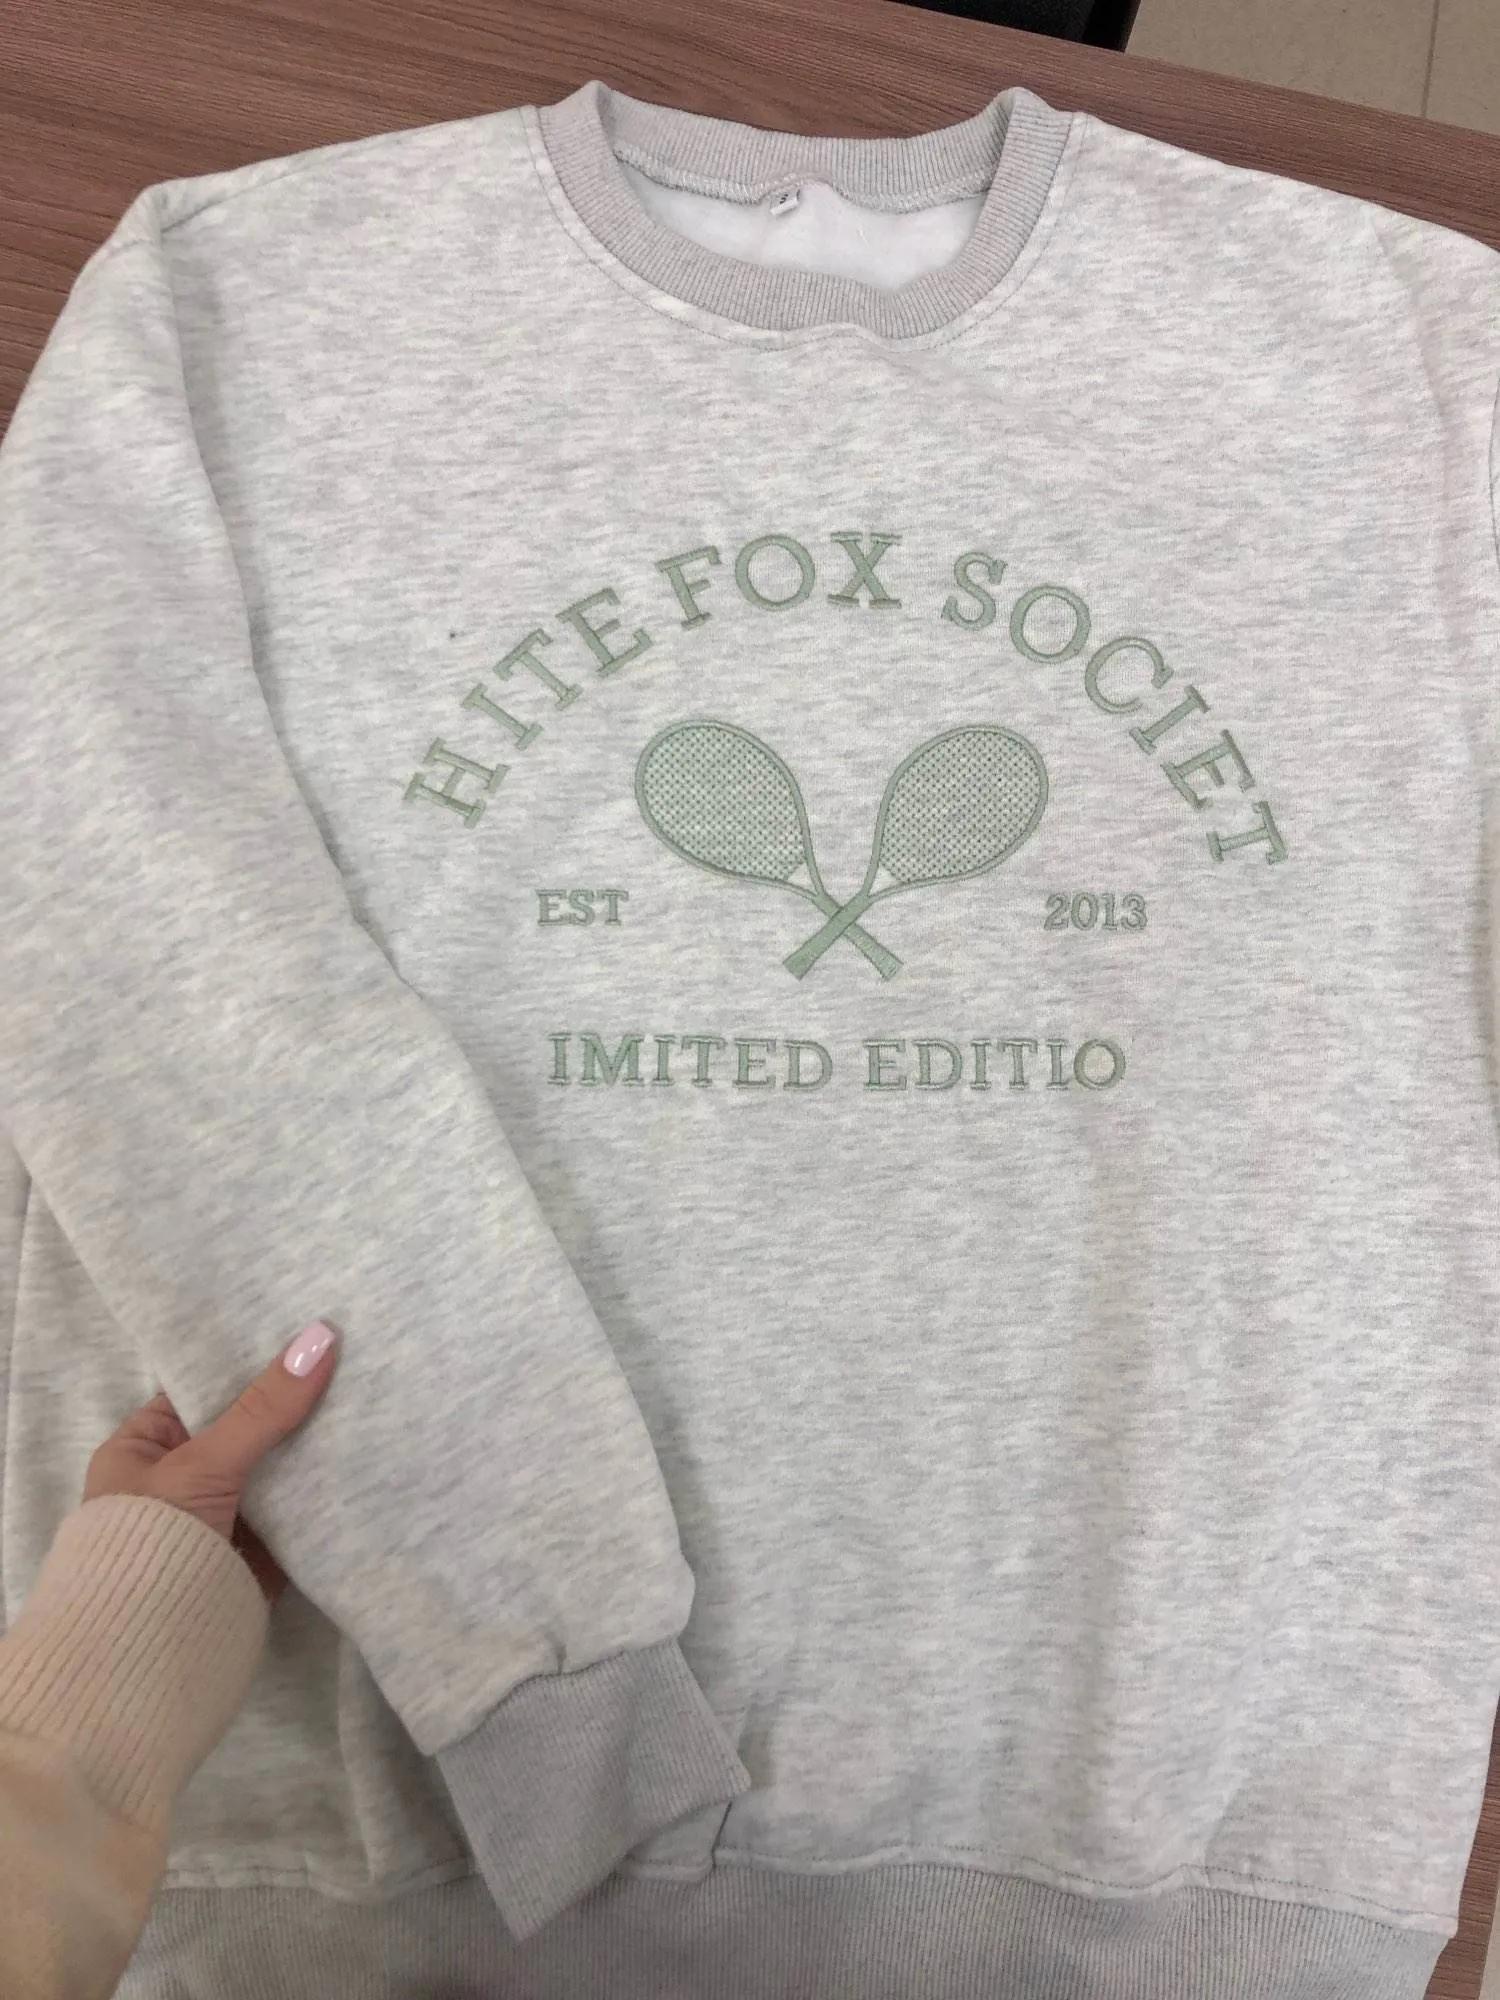 HITE FOX SOCIET
EST 2013
IMITED EDITIO